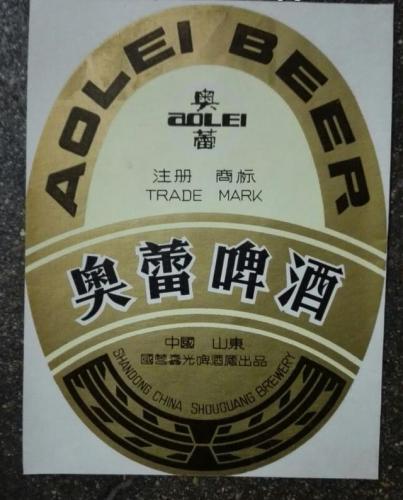 AOLEI BEER
奥
aOLEI
蕾
注册 商标
TRADE MARK
奥蕾啤酒
中國 山東
國营壽光啤酒廠出品
SHANDONG CHINA SHOUGUANG BREWERY